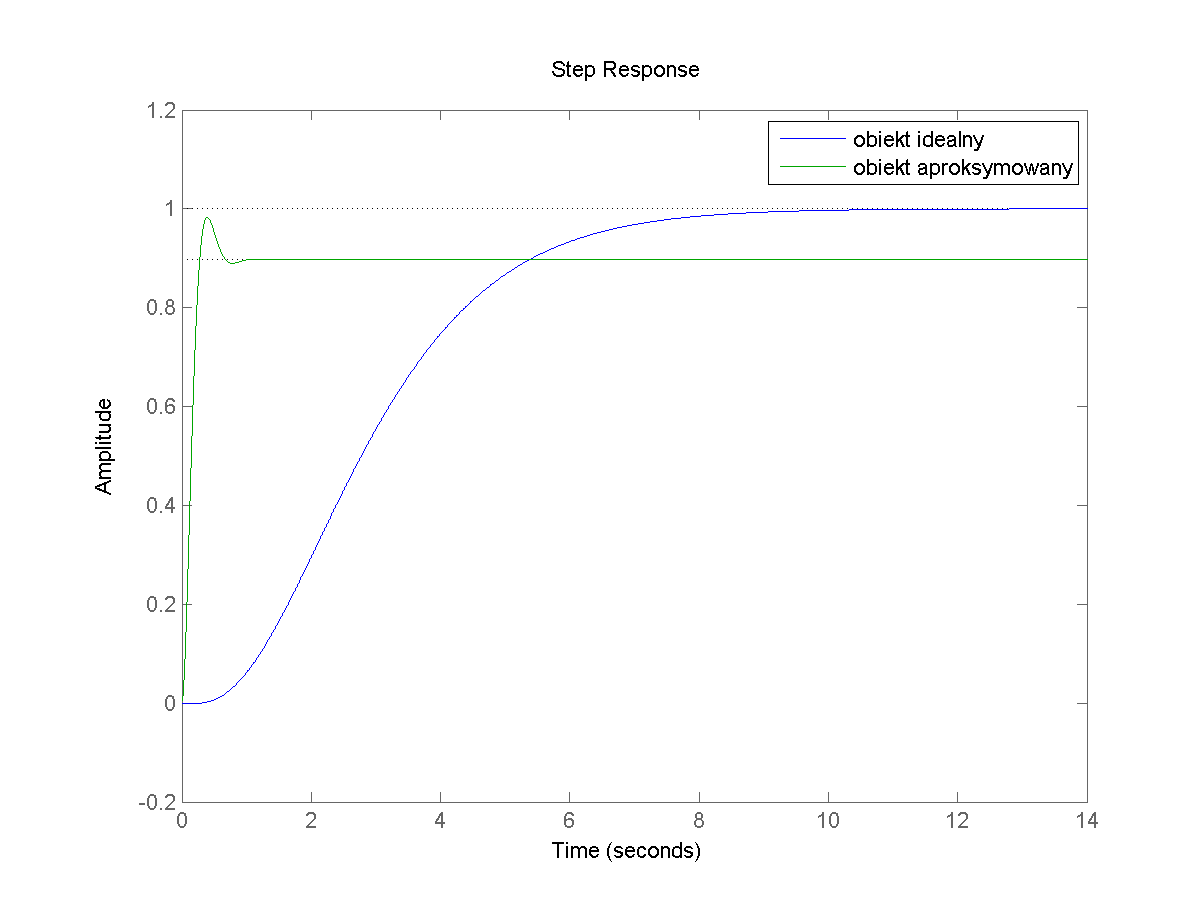 Step Response
1.2
1
0.8
0.6
0.4
0.2
0
-0.2
Amplitude
obiekt idealny
obiekt aproksymowany
0 2 4 6 8 10 12 14
Time (seconds)